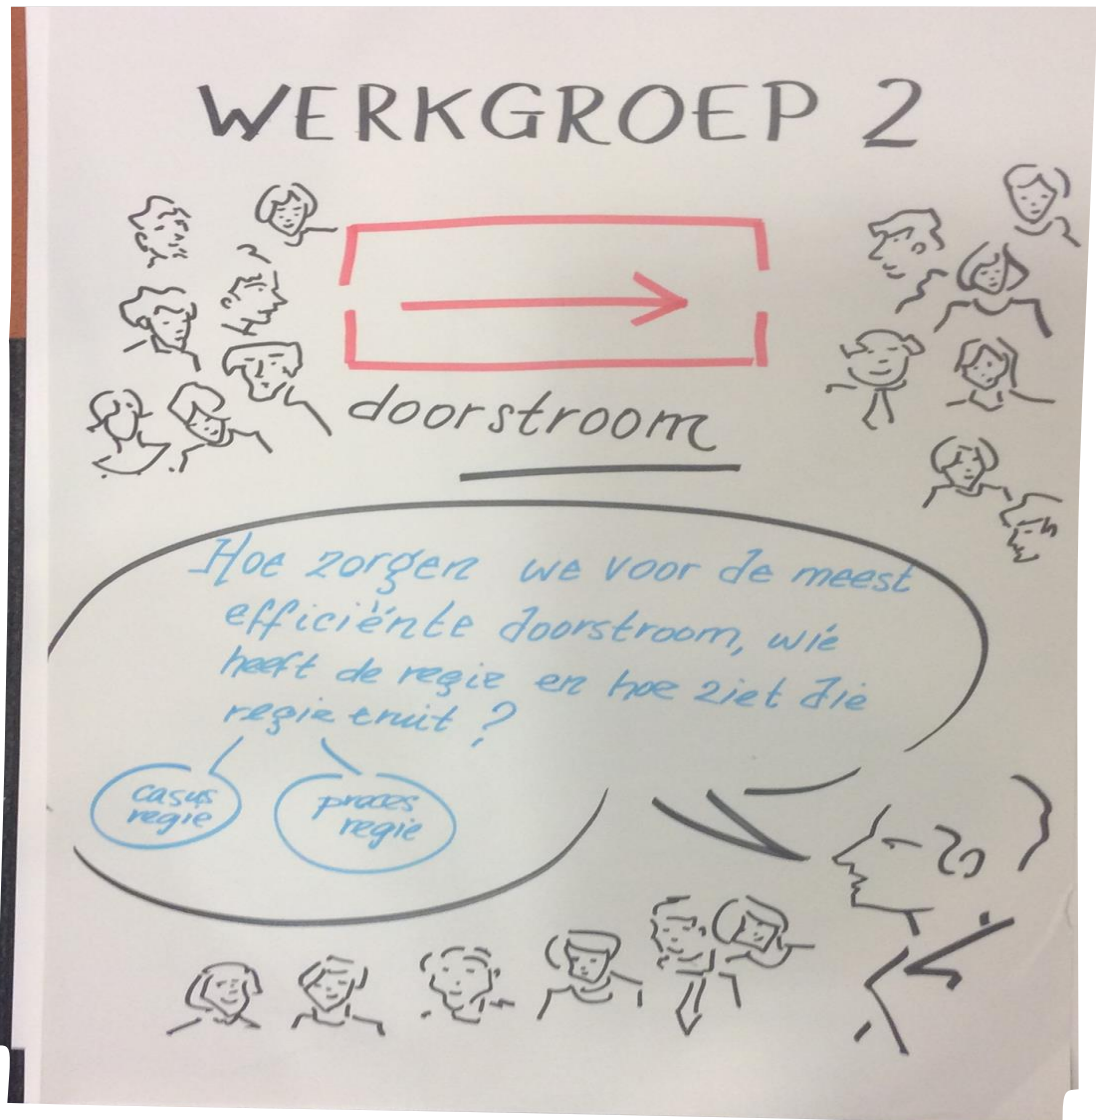 WERKGROEP 2
doorstroom
Hoe zorgen we voor de meest
efficiënte doorstroom, wie
heeft de regie en hoe ziet die
regie eruit ?
casus
regie
proces
regie